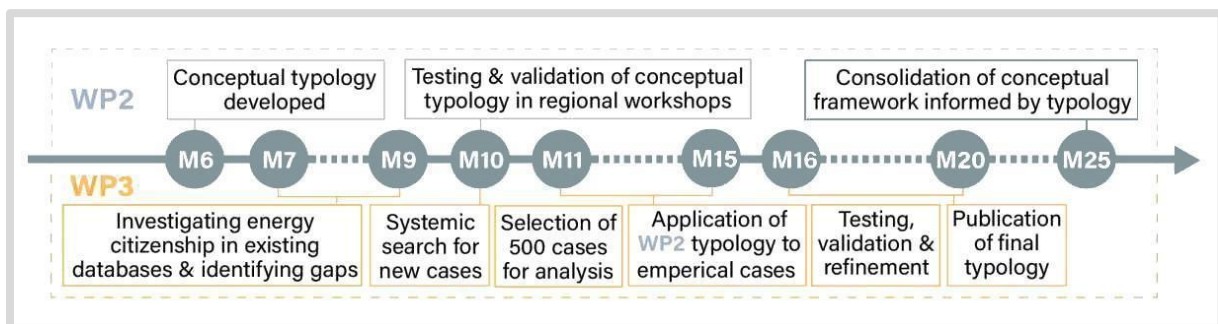 WP2
Conceptual typology
developed
Testing & validation of conceptual
typology in regional workshops
Consolidation of conceptual
framework informed by typology
M6 M7 M9 M10 M11 M15 M16 M20 M25
WP3
Investigating energy
citizenship in existing
databases & identifying gaps
Systemic
search for
new cases
Selection of
500 cases
for analysis
Application of
WP2 typology to
emperical cases
Testing,
validation &
refinement
Publication
of final
typology